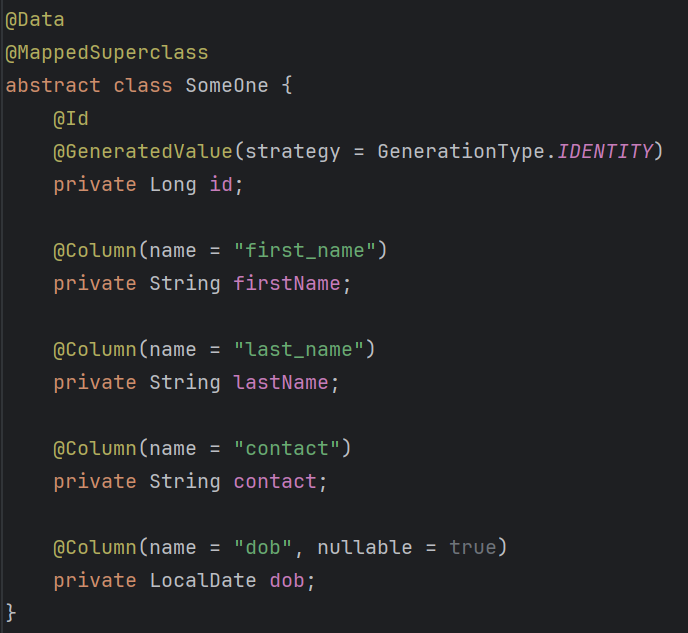 @Data
@MappedSuperclass
abstract class SomeOne {
    @Id
    @GeneratedValue(strategy = GenerationType.IDENTITY)
    private Long id;

    @Column(name = "first_name")
    private String firstName;

    @Column(name = "last_name")
    private String lastName;

    @Column(name = "contact")
    private String contact;

    @Column(name = "dob", nullable = true)
    private LocalDate dob;
}